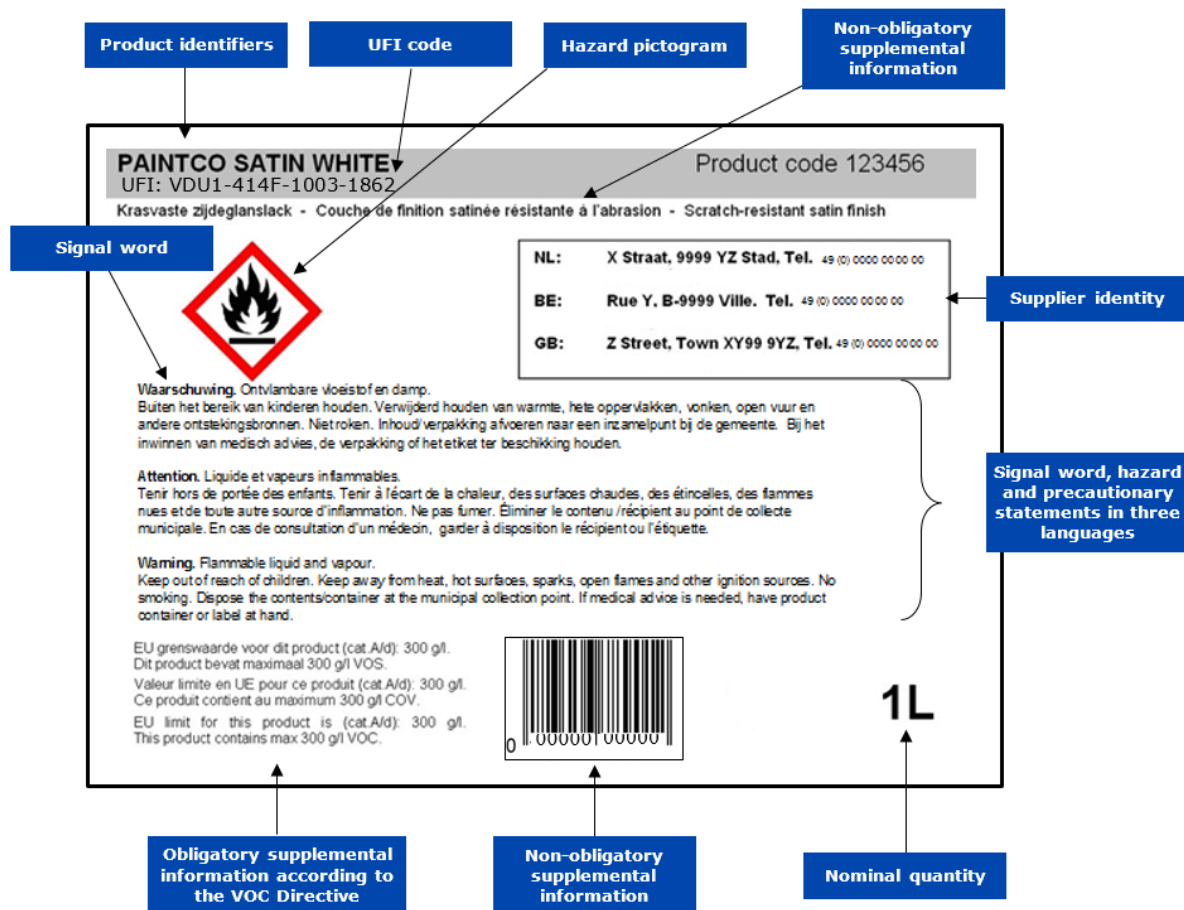 Product identifiers
UFI code
Hazard pictogram
Non-obligatory
supplemental
information
PAINTCO SATIN WHITE
Product code 123456
UFI: VDU1-414F-1003-1862
Krasvaste zijdeglanslack - Couche de finition satinée résistante á l'abrasion - Scratch-resistant satin finish
Signal word
NL: X Straat, 9999 YZ Stad, Tel. 49 (0) 0000 0000 00
BE: Rue Y, B-9999 Ville. Tel. 49 (0) 0000 0000 00
GB: Z Street, Town XY99 9YZ, Tel. 49 (0) 0000 0000 00
Supplier identity
Waarschuwing. Ontvlambare vloeistof en damp.
Buiten het bereik van kinderen houden. Verwijderd houden van warmte, hete oppervlakken, vonken, open vuur en
andere ontstekingsbronnen. Niet roken. Inhoud/verpakking afvoeren naar een inzamelpunt bij de gemeente. Bij het
inwinnen van medisch advies, de verpakking of het etiket ter beschikking houden.
Attention. Liquide et vapeurs inflammables.
Tenir hors de portée des enfants. Tenir à l'écart de la chaleur, des surfaces chaudes, des étincelles, des flammes
nues et de toute autre source d'inflammation. Ne pas fumer. Éliminer le contenu /récipient au point de collecte
municipale. En cas de consultation d'un médecin, garder à disposition le récipient ou l'étiquette.
Warning. Flammable liquid and vapour.
Keep out of reach of children. Keep away from heat, hot surfaces, sparks, open flames and other ignition sources. No
smoking. Dispose the contents/container at the municipal collection point. If medical advice is needed, have product
container or label at hand.
Signal word, hazard
and precautionary
statements in three
languages
EU grenswaarde voor dit product (cat.A/d): 300 g/l.
Dit product bevat maximaal 300 g/l VOS.
Valeur limite en UE pour ce produit (cat.A/d): 300 g/l.
Ce produit contient au maximum 300 g/l COV.
EU limit for this product is (cat.A/d): 300 g/l.
This product contains max 300 g/l VOC.
0 00000 00000
1L
Obligatory supplemental
information according to
the VOC Directive
Non-obligatory
supplemental
information
Nominal quantity